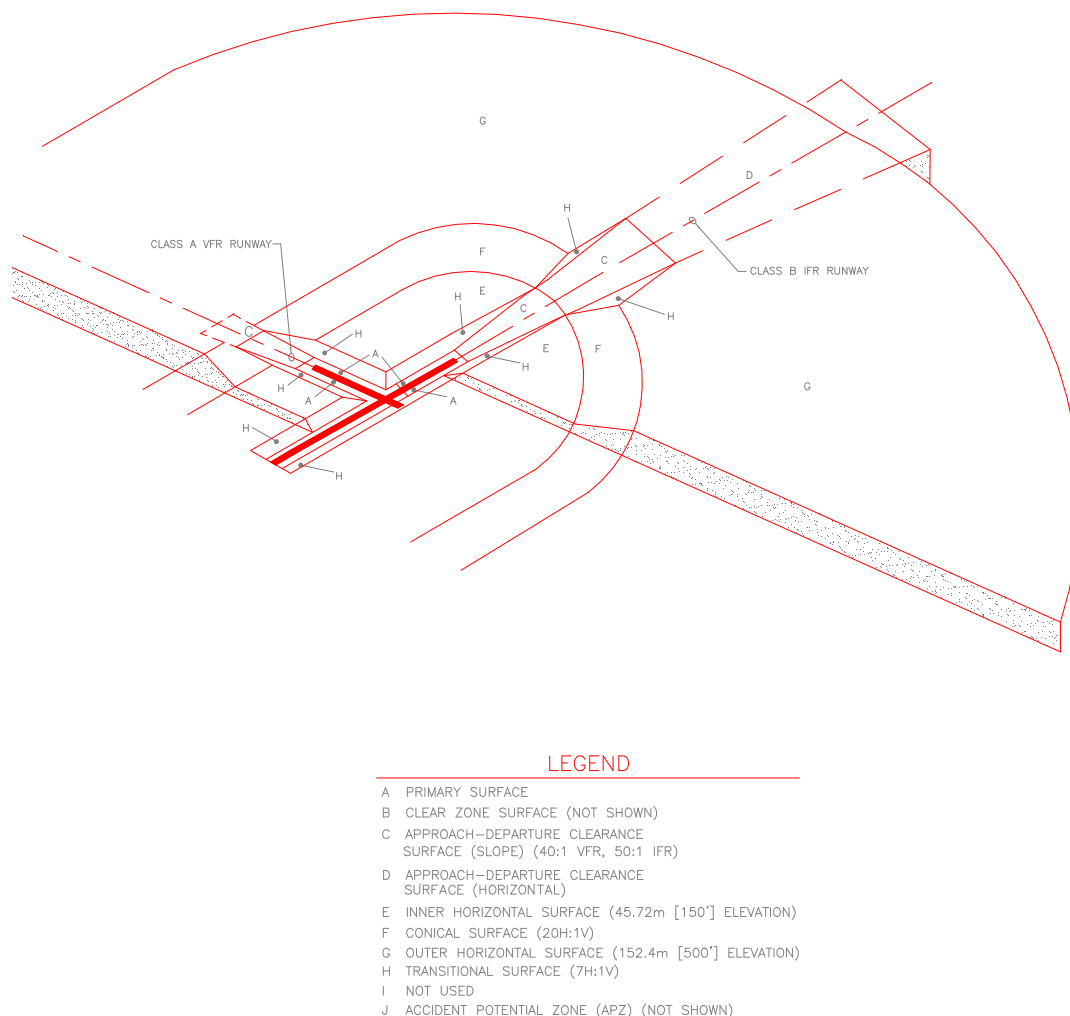 G
D
H
D
CLASS A VFR RUNWAY
F
C
CLASS B IFR RUNWAY
E
H
H
C
C
H
E
F
H
A
H
H
A
A
G
H
A
H
H
LEGEND
A PRIMARY SURFACE
B CLEAR ZONE SURFACE (NOT SHOWN)
C APPROACH–DEPARTURE CLEARANCE
SURFACE (SLOPE) (40:1 VFR, 50:1 IFR)
D APPROACH–DEPARTURE CLEARANCE
SURFACE (HORIZONTAL)
E INNER HORIZONTAL SURFACE (45.72m [150'] ELEVATION)
F CONICAL SURFACE (20H:1V)
G OUTER HORIZONTAL SURFACE (152.4m [500'] ELEVATION)
H TRANSITIONAL SURFACE (7H:1V)
I NOT USED
J ACCIDENT POTENTIAL ZONE (APZ) (NOT SHOWN)